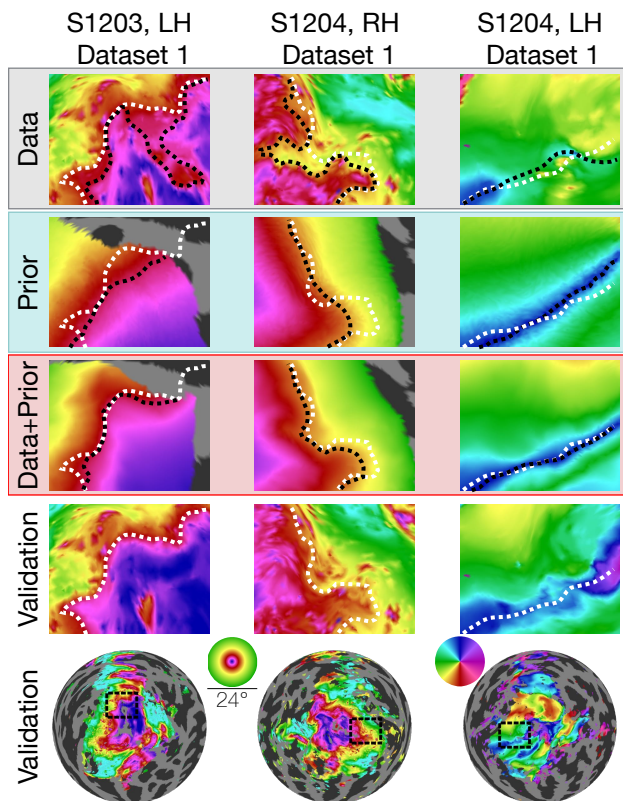 S1203, LH
Dataset 1
S1204, RH
Dataset 1
S1204, LH
Dataset 1
Data
Prior
Data+Prior
Validation
Validation
24°